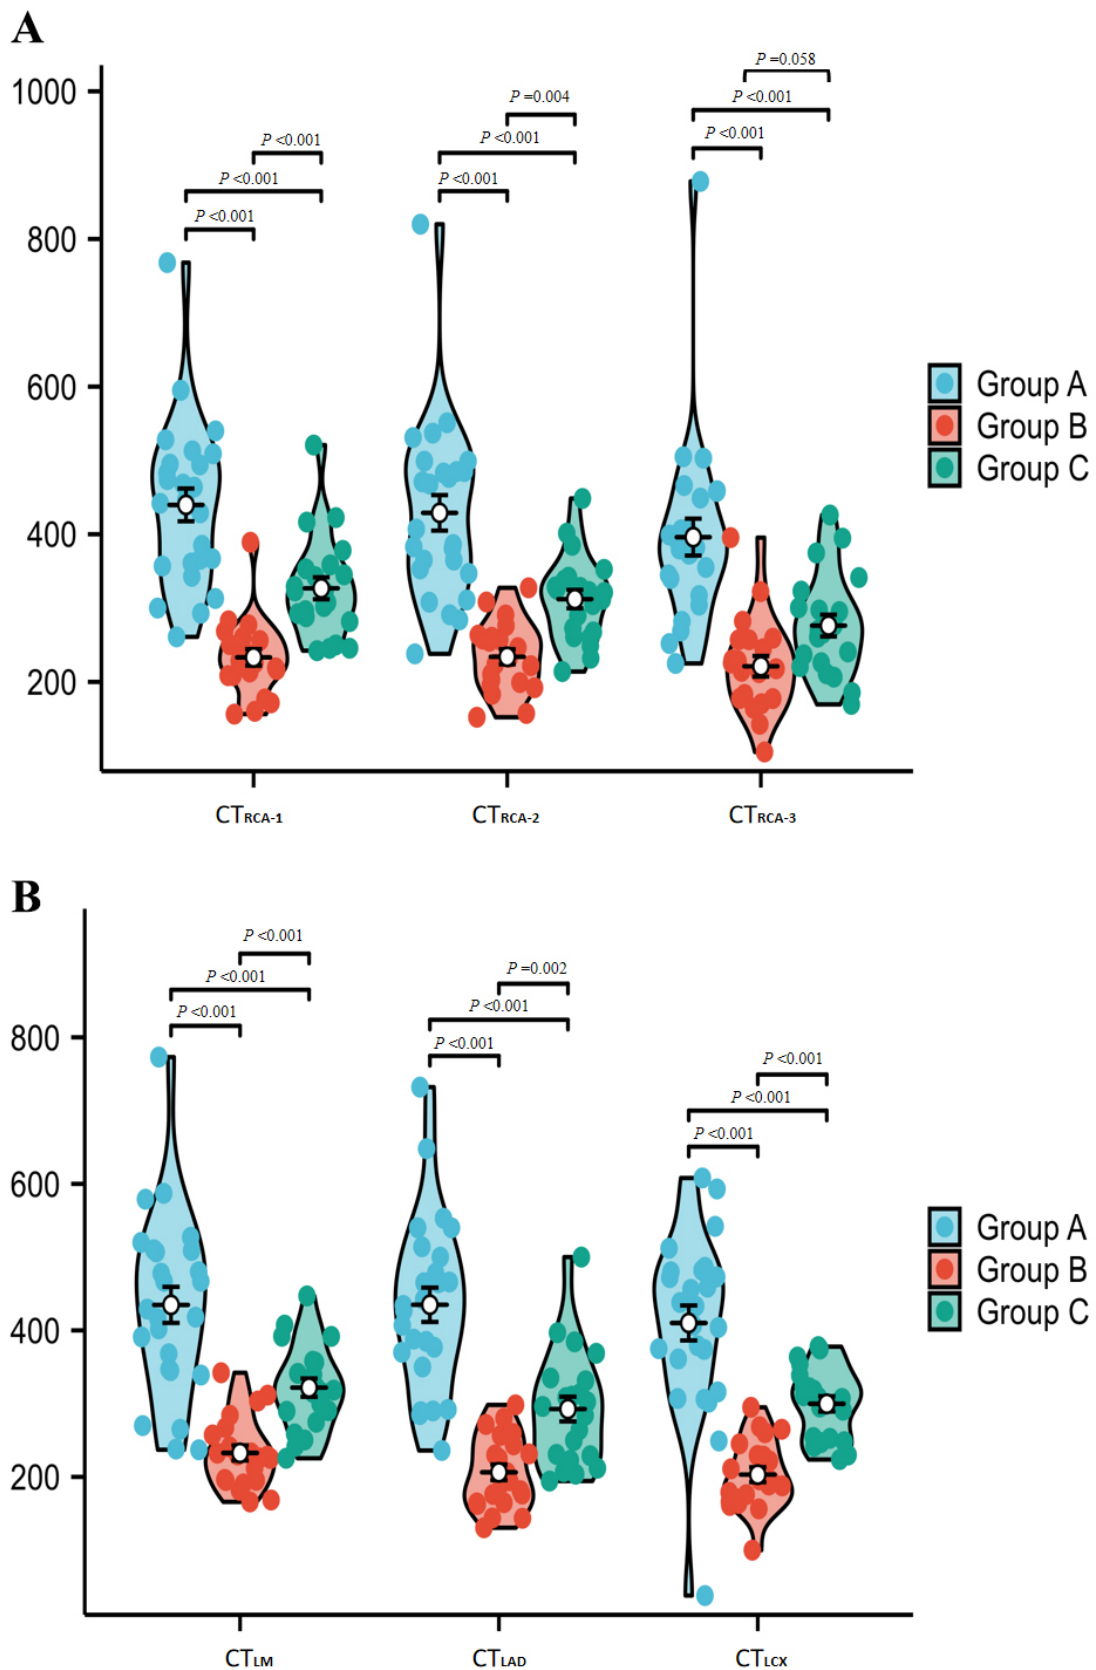 A
P =0.058
1000
P =0.004
P <0.001
P <0.001
P <0.001
P <0.001
P <0.001
P <0.001
P <0.001
800
600
Group A
Group B
Group C
400
200
CTRCA-1
CTRCA-2
CTRCA-3
B
P <0.001
P <0.001
P =0.002
P <0.001
P <0.001
P <0.001
800
P <0.001
P <0.001
P <0.001
600
Group A
Group B
Group C
400
200
CTLM
CTLAD
CTLCX